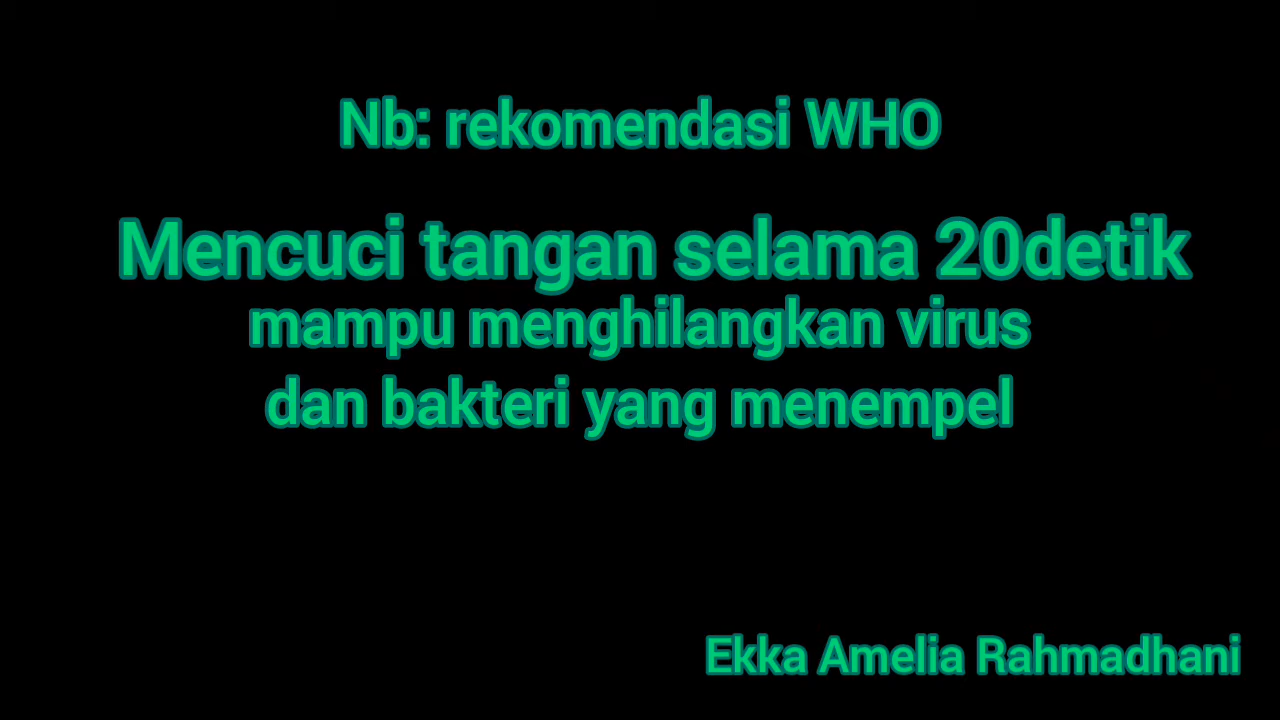 Nb: rekomendasi WHO
Mencuci tangan selama 20detik
mampu menghilangkan virus
dan bakteri yang menempel
Ekka Amelia Rahmadhani